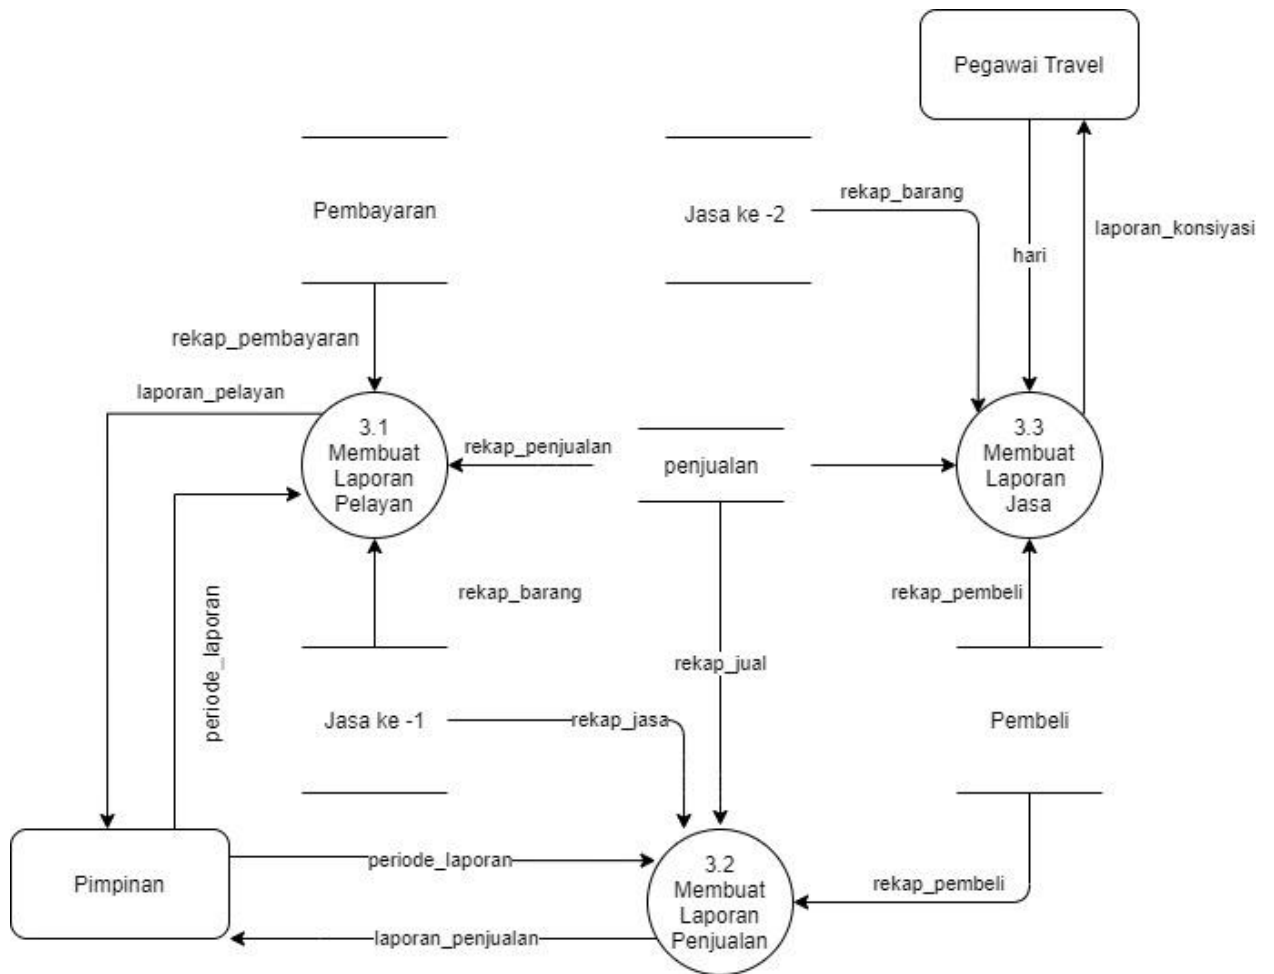 Pegawai Travel
Pembayaran
Jasa ke -2
rekap_barang
laporan_konsiyasi
hari
rekap_pembayaran
laporan_pelayan
3.1
Membuat
Laporan
Pelayan
rekap_penjualan
penjualan
3.3
Membuat
Laporan
Jasa
rekap_barang
rekap_pembeli
periode_laporan
rekap_jual
Jasa ke -1
rekap_jasa
Pembeli
Pimpinan
periode_laporan
3.2
Membuat
Laporan
Penjualan
rekap_pembeli
laporan_penjualan